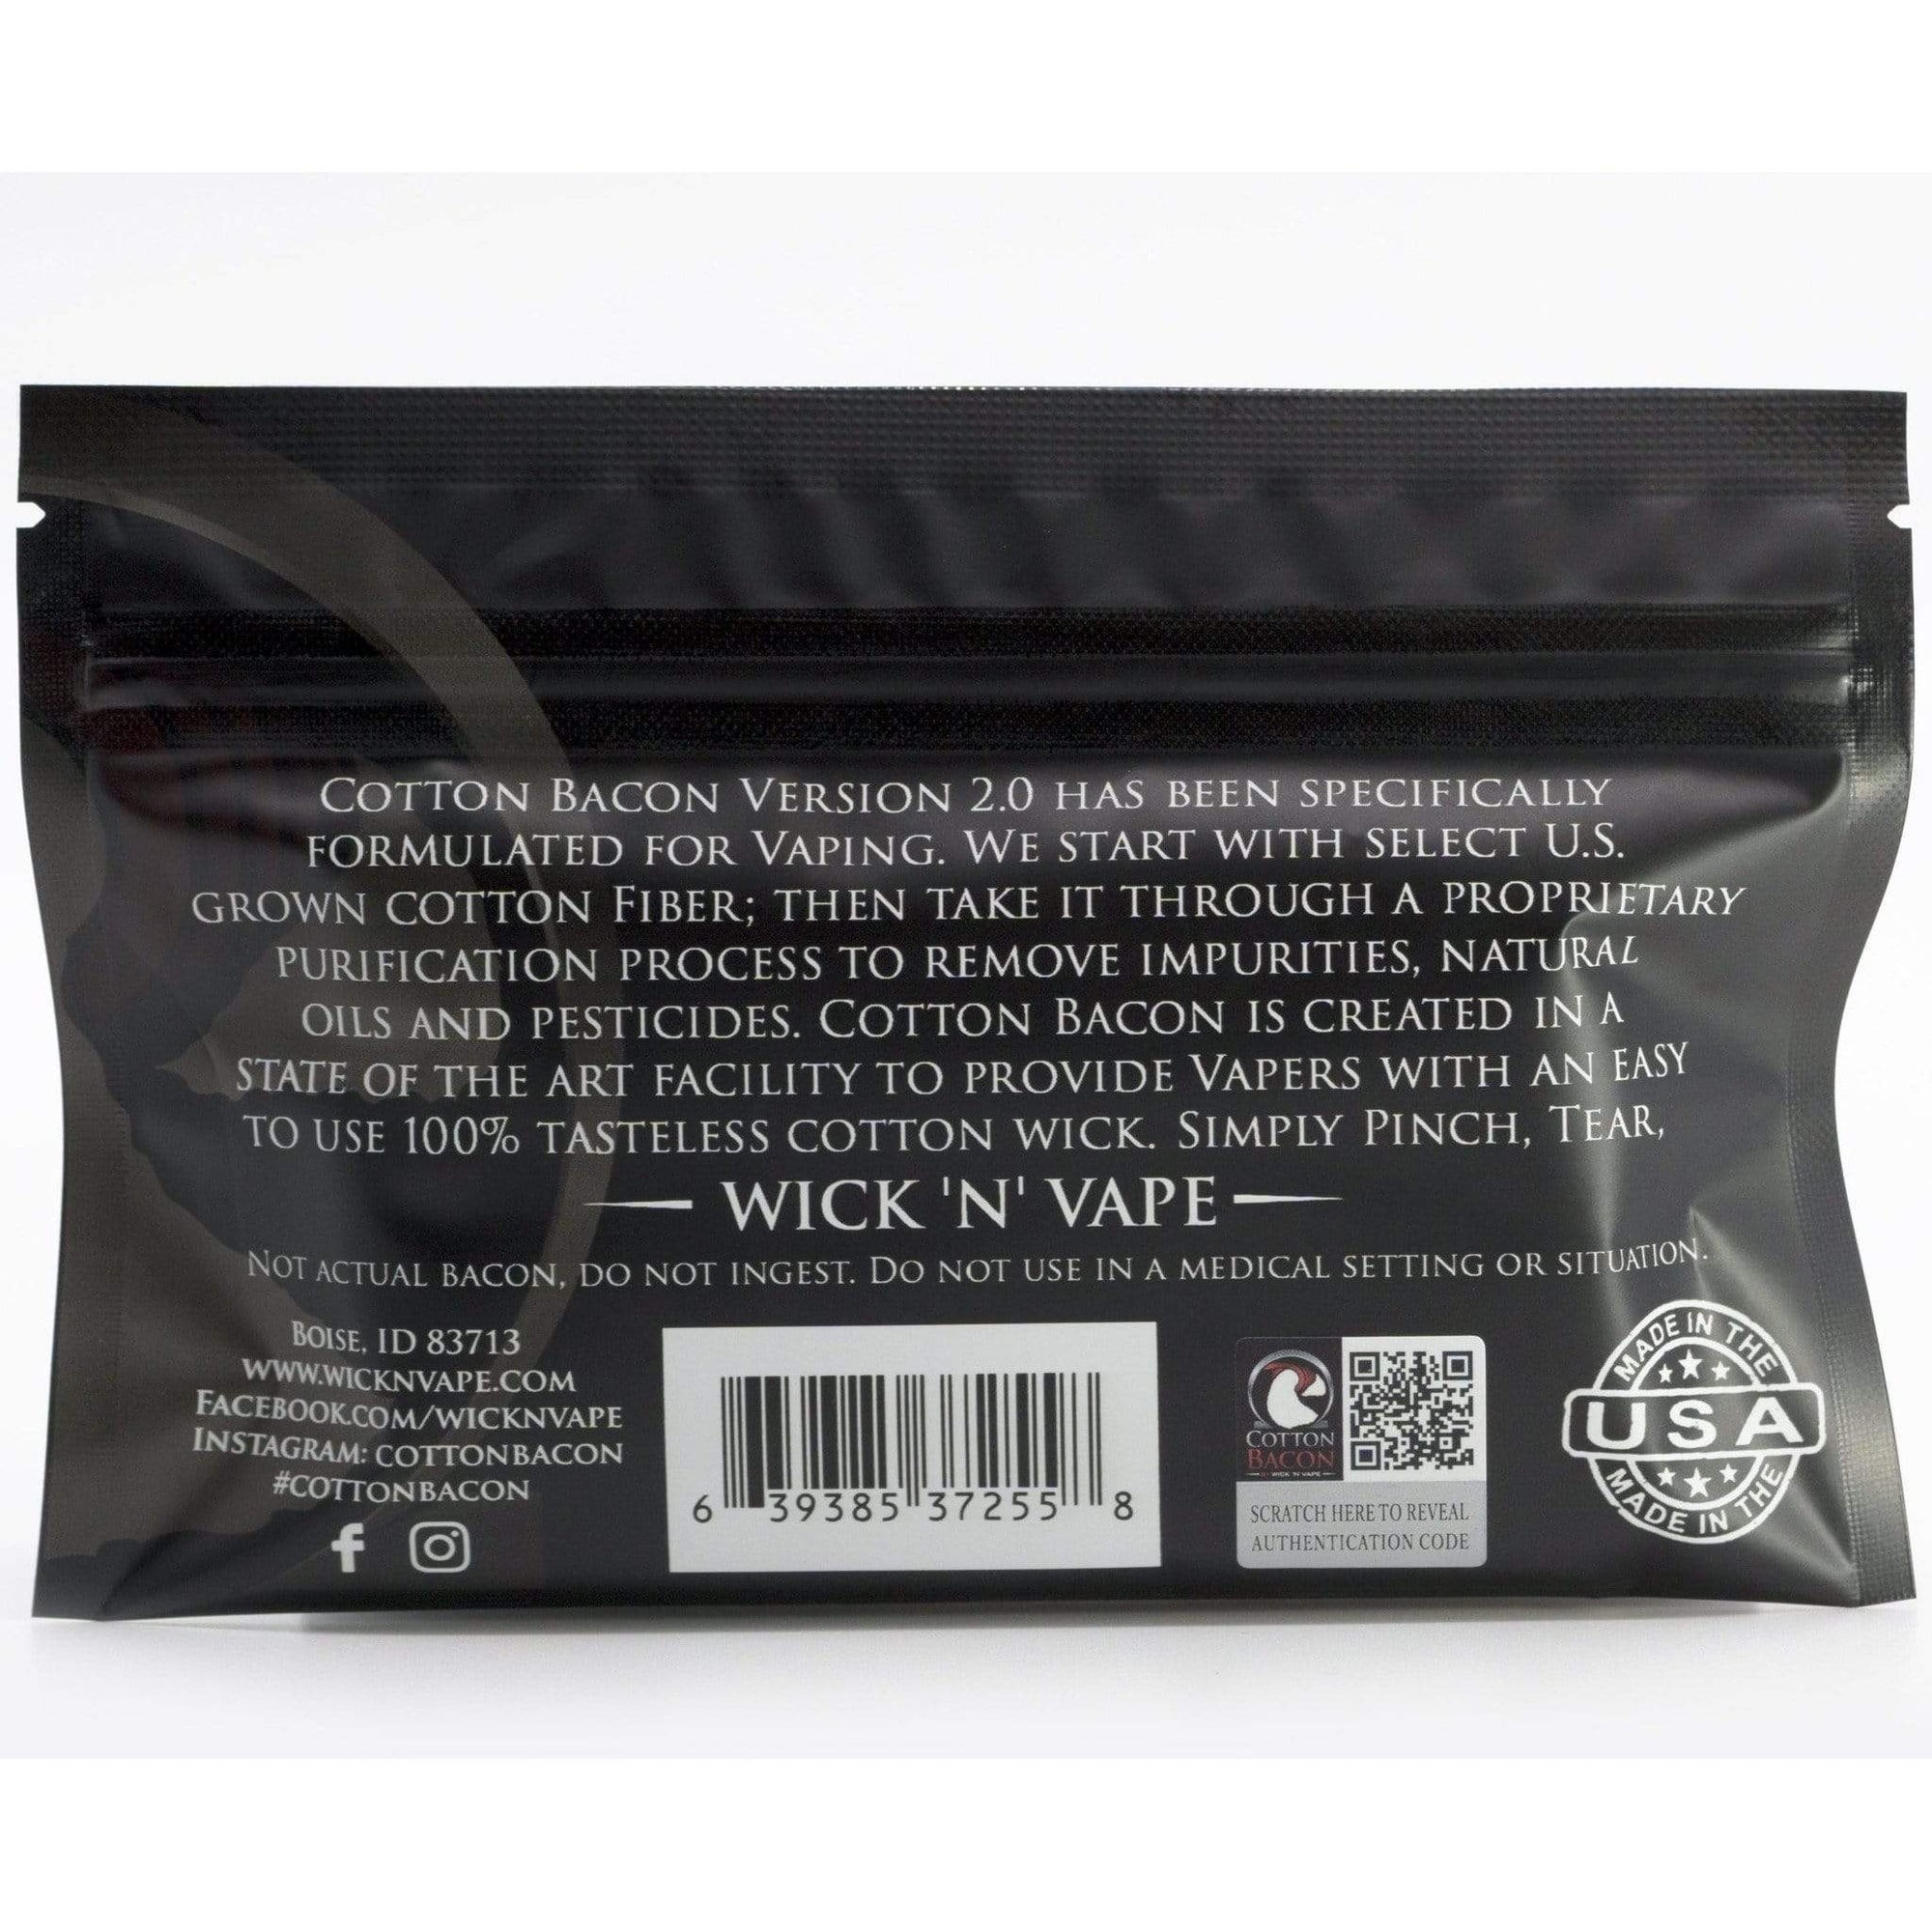 Cotton Bacon Version 2.0 has been specifically
formulated for Vaping. We start with select U.S.
grown cotton Fiber; then take it through a proprietary
purification process to remove impurities, natural
oils and pesticides. Cotton Bacon is created in a
state of the art facility to provide Vapers with an easy
to use 100% tasteless cotton wick. Simply Pinch, Tear,
WICK 'N' VAPE
Not actual bacon, do not ingest. Do not use in a medical setting or situation.
Boise, ID 83713
www.wicknvape.com
Facebook.com/wicknvape
Instagram: cottonbacon
#cottonbacon
6 39385 37255 8
Cotton
Bacon
BY WICK 'N' VAPE
SCRATCH HERE TO REVEAL
AUTHENTICATION CODE
MADE IN THE
USA
MADE IN THE